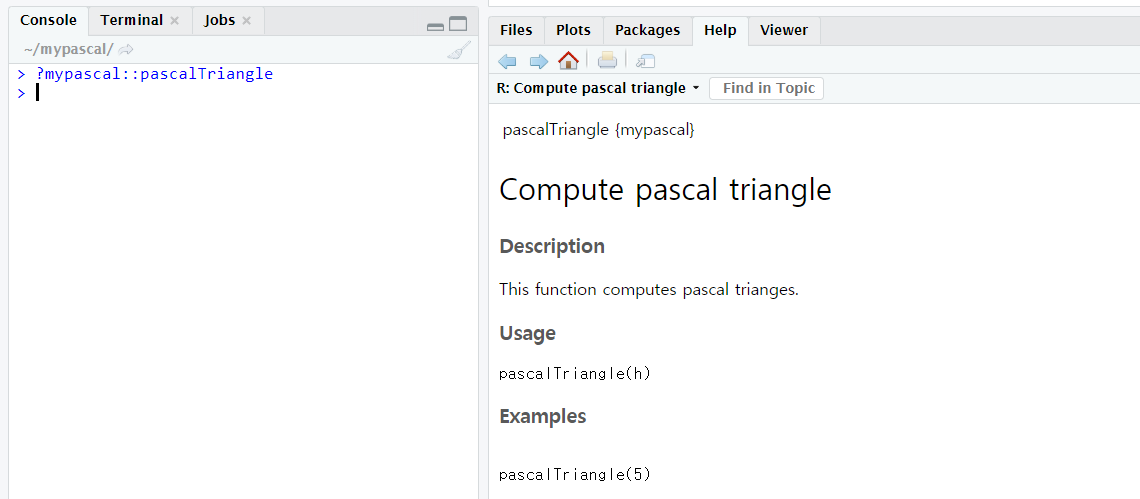 Console Terminal Jobs
~/mypascal/
> ?mypascal::pascalTriangle
>
Files Plots Packages Help Viewer
R: Compute pascal triangle Find in Topic
pascalTriangle {mypascal}
Compute pascal triangle
Description
This function computes pascal trianges.
Usage
pascalTriangle(h)
Examples
pascalTriangle(5)